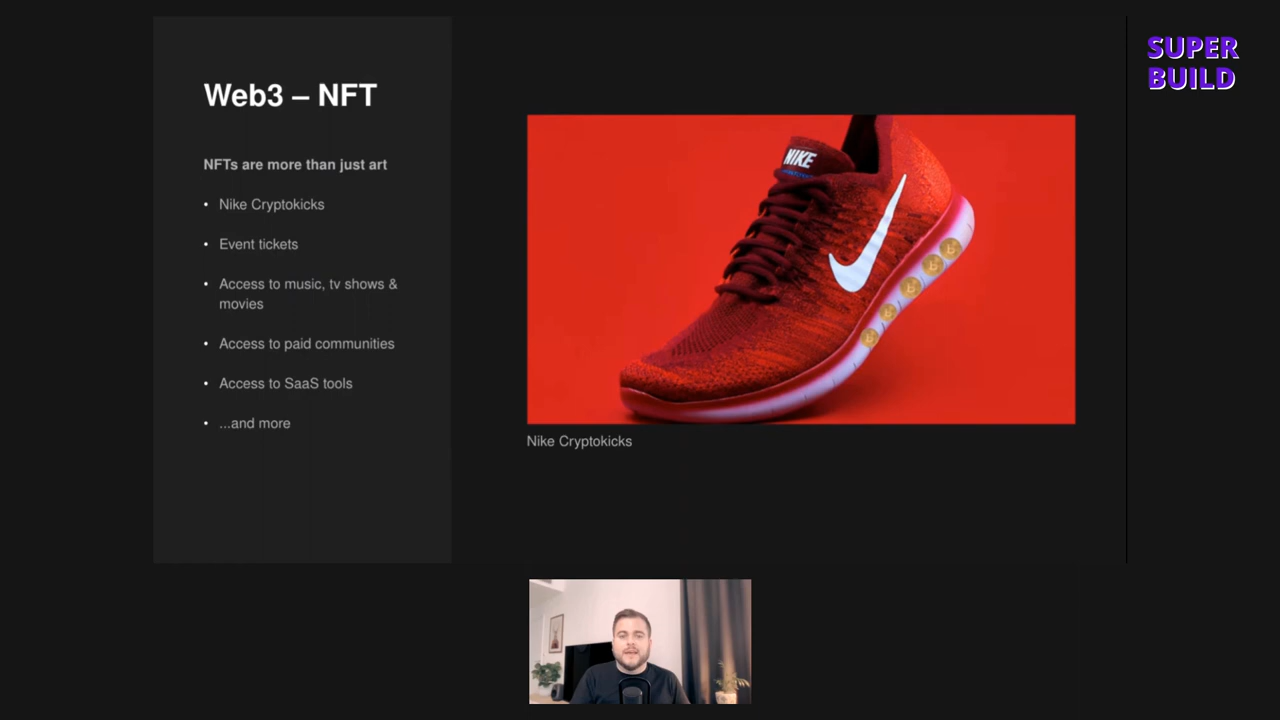 SUPER
BUILD
Web3 – NFT
NFTs are more than just art
• Nike Cryptokicks
• Event tickets
• Access to music, tv shows &
movies
• Access to paid communities
• Access to SaaS tools
• ...and more
NIKE
Nike Cryptokicks